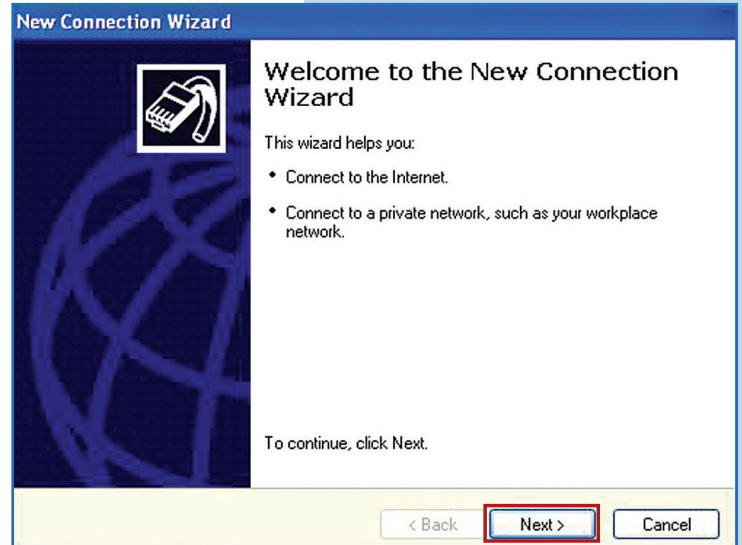 New Connection Wizard
Welcome to the New Connection
Wizard
This wizard helps you:
• Connect to the Internet.
• Connect to a private network, such as your workplace
network.
To continue, click Next.
< Back
Next >
Cancel